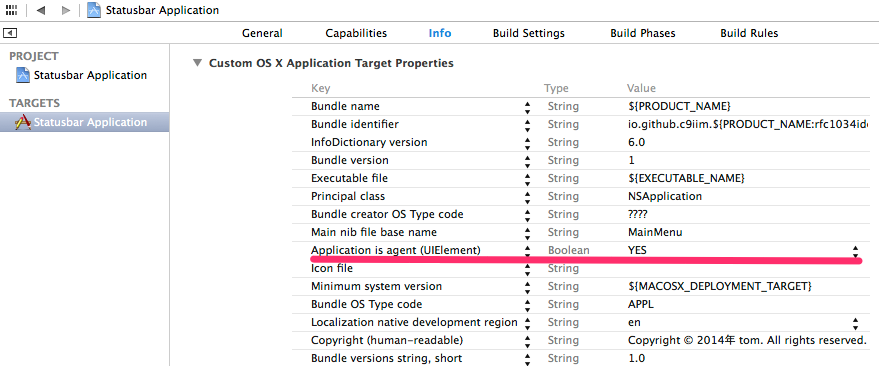 Statusbar Application
General Capabilities Info Build Settings Build Phases Build Rules
PROJECT
Statusbar Application
TARGETS
Statusbar Application
Custom OS X Application Target Properties
Key Type Value
Bundle name String ${PRODUCT_NAME}
Bundle identifier String io.github.c9iim.${PRODUCT_NAME:rfc1034ide
InfoDictionary version String 6.0
Bundle version String 1
Executable file String ${EXECUTABLE_NAME}
Principal class String NSApplication
Bundle creator OS Type code String ????
Main nib file base name String MainMenu
Application is agent (UIElement) Boolean YES
Icon file String
Minimum system version String ${MACOSX_DEPLOYMENT_TARGET}
Bundle OS Type code String APPL
Localization native development region String en
Copyright (human-readable) String Copyright © 2014年 tom. All rights reserved.
Bundle versions string, short String 1.0